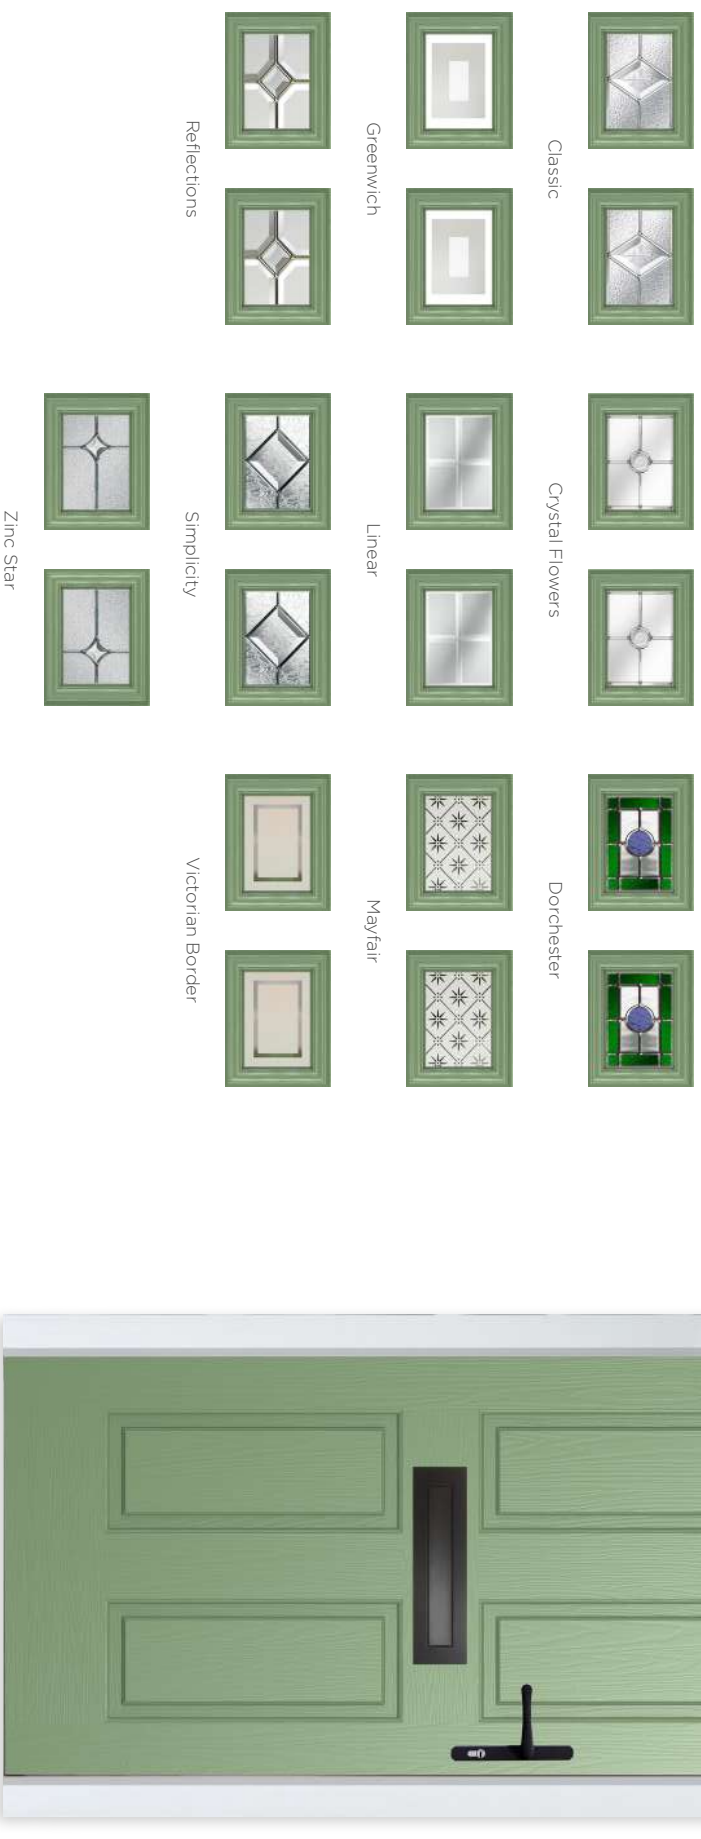 Classic
Crystal Flowers
Dorchester
Greenwich
Linear
Mayfair
Reflections
Simplicity
Victorian Border
Zinc Star